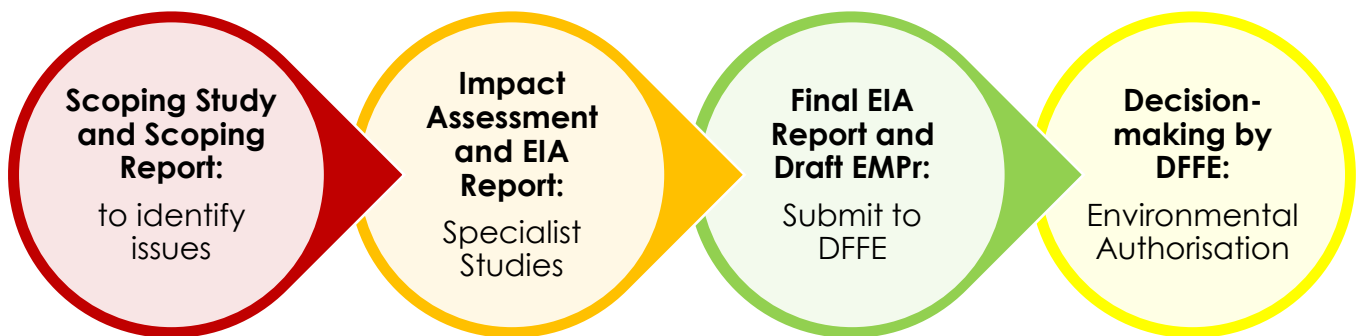 Scoping Study
and Scoping
Report:
to identify
issues
Impact
Assessment
and EIA
Report:
Specialist
Studies
Final EIA
Report and
Draft EMPr:
Submit to
DFFE
Decision-
making by
DFFE:
Environmental
Authorisation